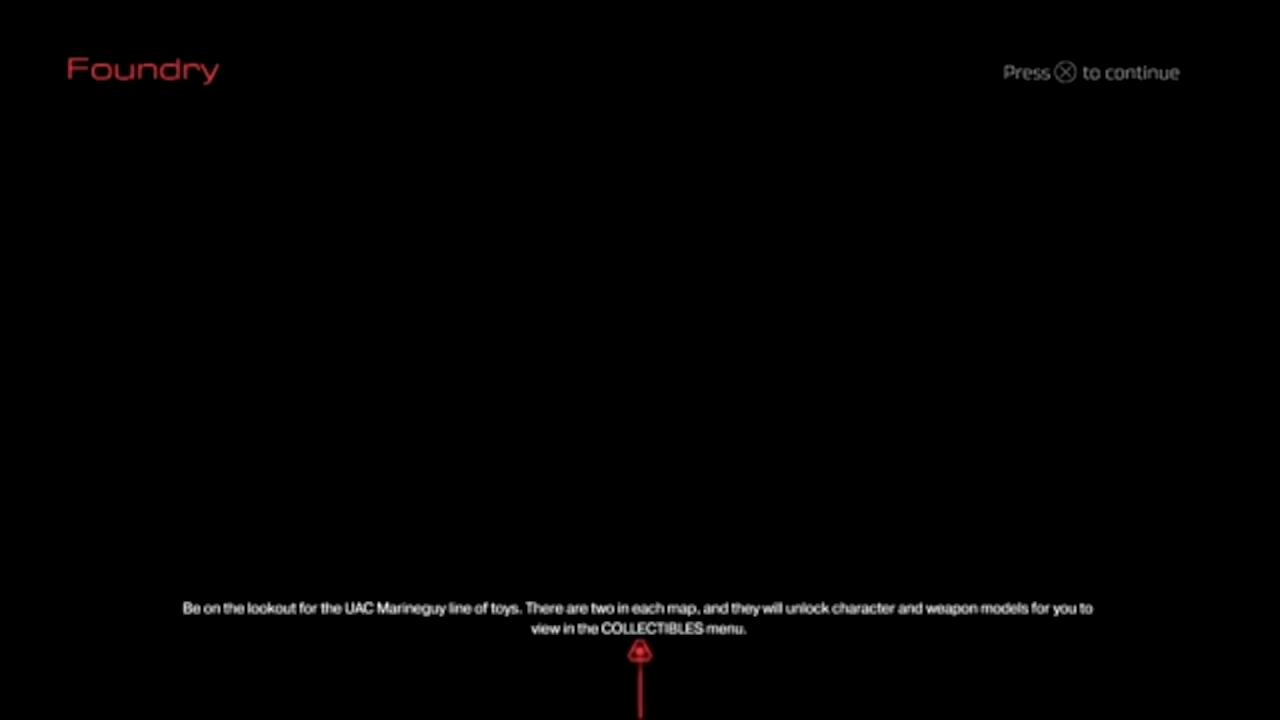 Foundry
Press Ⓧ to continue
Be on the lookout for the UAC Marineguy line of toys. There are two in each map, and they will unlock character and weapon models for you to
view in the COLLECTIBLES menu.